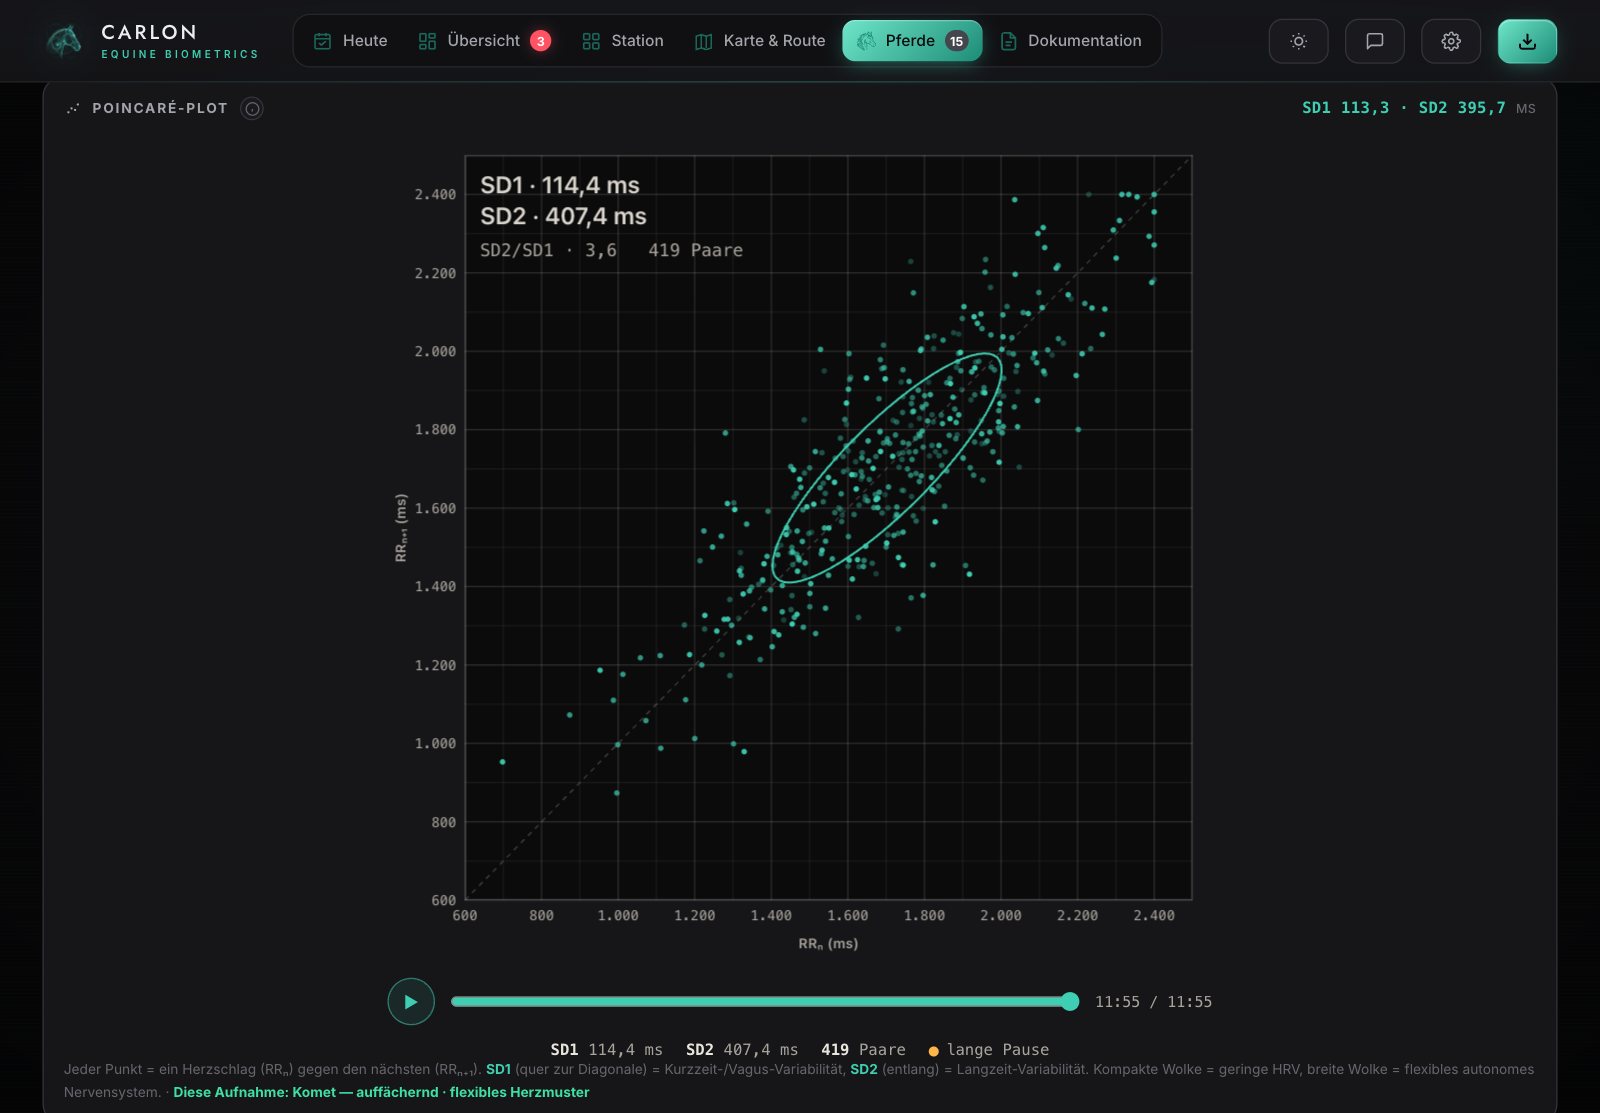 CARLON
EQUINE BIOMETRICS
Heute
Übersicht 3
Station
Karte & Route
Pferde 15
Dokumentation
POINCARÉ-PLOT
SD1 113,3 · SD2 395,7 MS
SD1 · 114,4 ms
SD2 · 407,4 ms
SD2/SD1 · 3,6 419 Paare
2.400
2.200
2.000
1.800
1.600
1.400
1.200
1.000
800
600
RRₙ₊₁ (ms)
600 800 1.000 1.200 1.400 1.600 1.800 2.000 2.200 2.400
RRₙ (ms)
11:55 / 11:55
SD1 114,4 ms SD2 407,4 ms 419 Paare lange Pause
Jeder Punkt = ein Herzschlag (RRₙ) gegen den nächsten (RRₙ₊₁). SD1 (quer zur Diagonale) = Kurzzeit-/Vagus-Variabilität, SD2 (entlang) = Langzeit-Variabilität. Kompakte Wolke = geringe HRV, breite Wolke = flexibles autonomes
Nervensystem. · Diese Aufnahme: Komet — auffächernd · flexibles Herzmuster